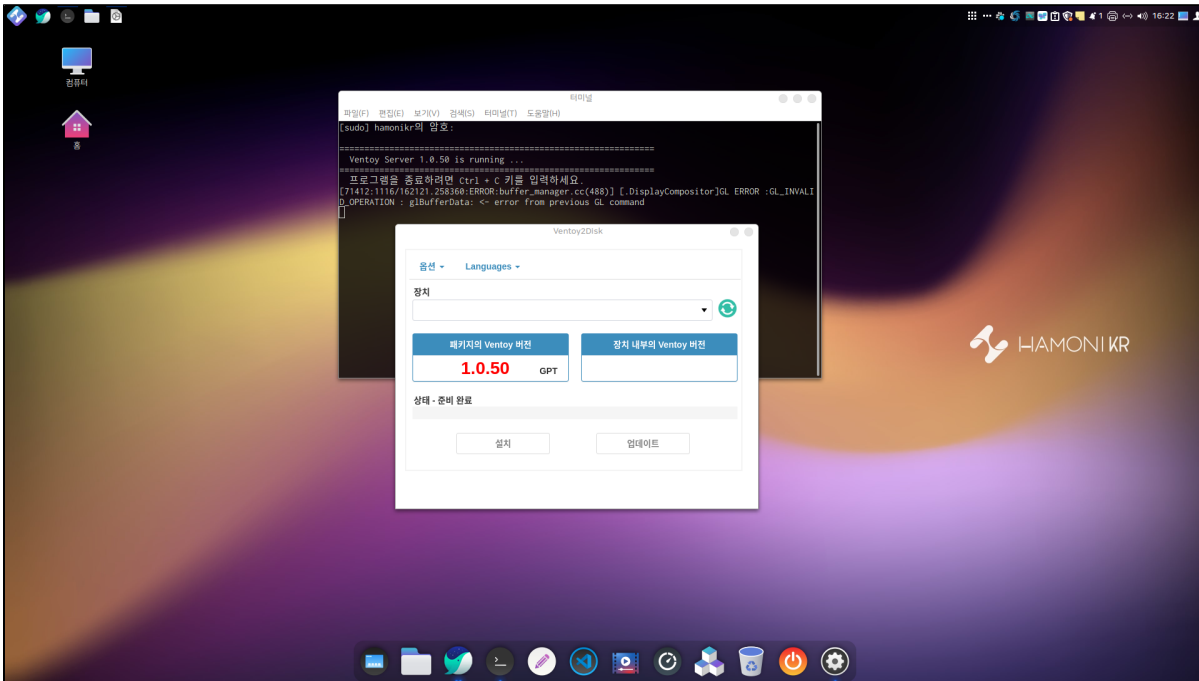 1
16:22
컴퓨터
홈
터미널
파일(F) 편집(E) 보기(V) 검색(S) 터미널(T) 도움말(H)
[sudo] hamonikr의 암호:
===============================================================
Ventoy Server 1.0.50 is running ...
===============================================================
프로그램을 종료하려면 Ctrl + C 키를 입력하세요.
[71412:1116/162121.258360:ERROR:buffer_manager.cc(488)] [.DisplayCompositor]GL ERROR :GL_INVALI
D_OPERATION : glBufferData: <- error from previous GL command
Ventoy2Disk
옵션 Languages
장치
패키지의 Ventoy 버전 장치 내부의 Ventoy 버전
1.0.50 GPT
상태 - 준비 완료
설치 업데이트
HAMONIKR